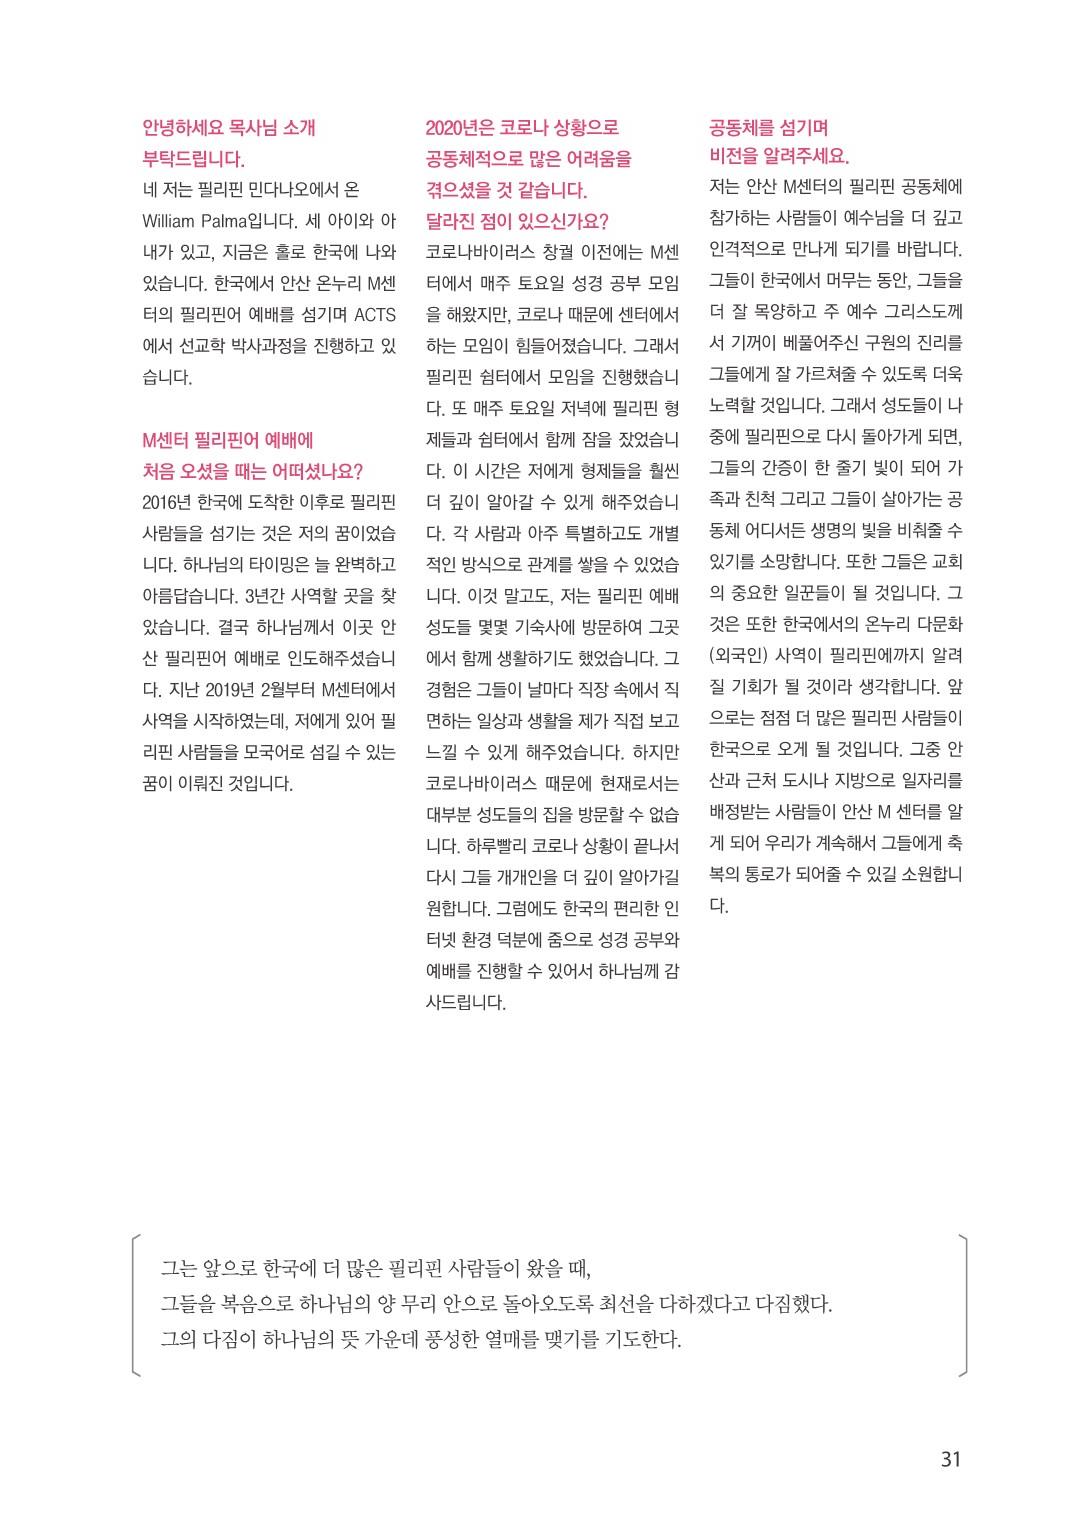 안녕하세요 목사님 소개
부탁드립니다.
네 저는 필리핀 민다나오에서 온
William Palma입니다. 세 아이와 아
내가 있고, 지금은 홀로 한국에 나와
있습니다. 한국에서 안산 온누리 M센
터의 필리핀어 예배를 섬기며 ACTS
에서 선교학 박사과정을 진행하고 있
습니다.
M센터 필리핀어 예배에
처음 오셨을 때는 어떠셨나요?
2016년 한국에 도착한 이후로 필리핀
사람들을 섬기는 것은 저의 꿈이었습
니다. 하나님의 타이밍은 늘 완벽하고
아름답습니다. 3년간 사역할 곳을 찾
았습니다. 결국 하나님께서 이곳 안
산 필리핀어 예배로 인도해주셨습니
다. 지난 2019년 2월부터 M센터에서
사역을 시작하였는데, 저에게 있어 필
리핀 사람들을 모국어로 섬길 수 있는
꿈이 이뤄진 것입니다.
2020년은 코로나 상황으로
공동체적으로 많은 어려움을
겪으셨을 것 같습니다.
달라진 점이 있으신가요?
코로나바이러스 창궐 이전에는 M센
터에서 매주 토요일 성경 공부 모임
을 해왔지만, 코로나 때문에 센터에서
하는 모임이 힘들어졌습니다. 그래서
필리핀 쉼터에서 모임을 진행했습니
다. 또 매주 토요일 저녁에 필리핀 형
제들과 쉼터에서 함께 잠을 잤었습니
다. 이 시간은 저에게 형제들을 훨씬
더 깊이 알아갈 수 있게 해주었습니
다. 각 사람과 아주 특별하고도 개별
적인 방식으로 관계를 쌓을 수 있었습
니다. 이것 말고도, 저는 필리핀 예배
성도들 몇몇 기숙사에 방문하여 그곳
에서 함께 생활하기도 했었습니다. 그
경험은 그들이 날마다 직장 속에서 직
면하는 일상과 생활을 제가 직접 보고
느낄 수 있게 해주었습니다. 하지만
코로나바이러스 때문에 현재로서는
대부분 성도들의 집을 방문할 수 없습
니다. 하루빨리 코로나 상황이 끝나서
다시 그들 개개인을 더 깊이 알아가길
원합니다. 그럼에도 한국의 편리한 인
터넷 환경 덕분에 줌으로 성경 공부와
예배를 진행할 수 있어서 하나님께 감
사드립니다.
공동체를 섬기며
비전을 알려주세요.
저는 안산 M센터의 필리핀 공동체에
참가하는 사람들이 예수님을 더 깊고
인격적으로 만나게 되기를 바랍니다.
그들이 한국에서 머무는 동안, 그들을
더 잘 목양하고 주 예수 그리스도께
서 기꺼이 베풀어주신 구원의 진리를
그들에게 잘 가르쳐줄 수 있도록 더욱
노력할 것입니다. 그래서 성도들이 나
중에 필리핀으로 다시 돌아가게 되면,
그들의 간증이 한 줄기 빛이 되어 가
족과 친척 그리고 그들이 살아가는 공
동체 어디서든 생명의 빛을 비춰줄 수
있기를 소망합니다. 또한 그들은 교회
의 중요한 일꾼들이 될 것입니다. 그
것은 또한 한국에서의 온누리 다문화
(외국인) 사역이 필리핀에까지 알려
질 기회가 될 것이라 생각합니다. 앞
으로는 점점 더 많은 필리핀 사람들이
한국으로 오게 될 것입니다. 그중 안
산과 근처 도시나 지방으로 일자리를
배정받는 사람들이 안산 M 센터를 알
게 되어 우리가 계속해서 그들에게 축
복의 통로가 되어줄 수 있길 소원합니
다.
그는 앞으로 한국에 더 많은 필리핀 사람들이 왔을 때,
그들을 복음으로 하나님의 양 무리 안으로 돌아오도록 최선을 다하겠다고 다짐했다.
그의 다짐이 하나님의 뜻 가운데 풍성한 열매를 맺기를 기도한다.
31